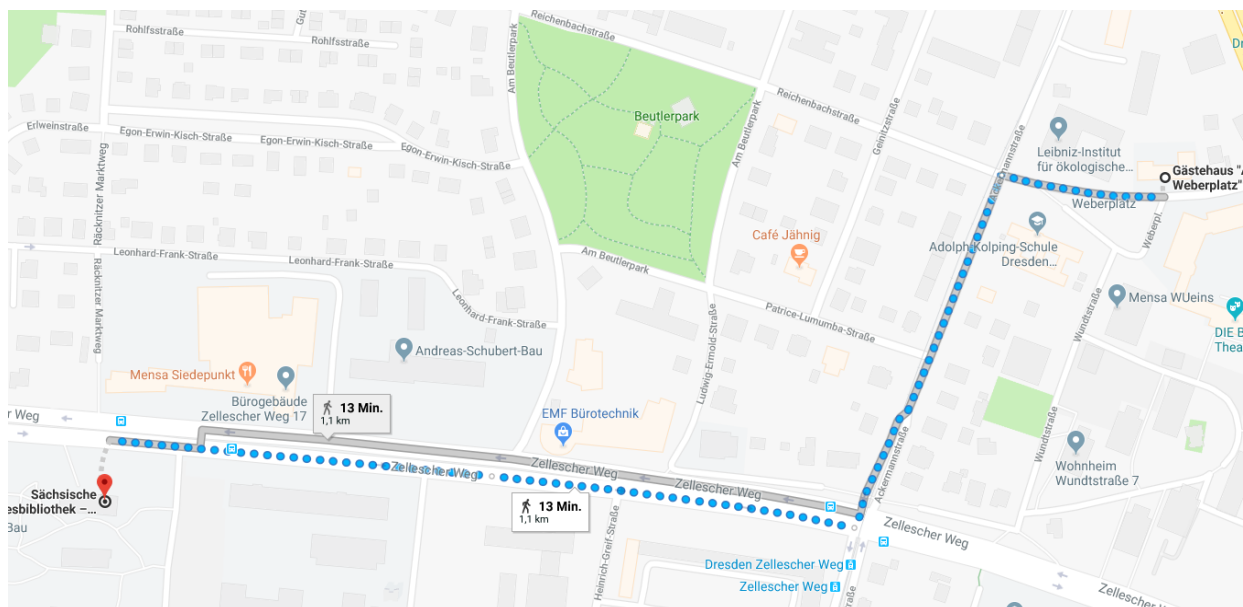 Rohlfsstraße
Gut
Rohlfsstraße
Reichenbachstraße
Am Beutlerpark
Beutlerpark
Reichenbachstraße
Am Beutlerpark
Geinitzstraße
Erlweinstraße
Egon-Erwin-Kisch-Straße
Egon-Erwin-Kisch-Straße
Egon-Erwin-Kisch-Straße
Räcknitzer Marktweg
Leibniz-Institut
für ökologische...
Gästehaus "A
Weberplatz"
Weberplatz
Weberpl.
Adolph-Kolping-Schule
Dresden...
Café Jähnig
Am Beutlerpark
Leonhard-Frank-Straße
Leonhard-Frank-Straße
Leonhard-Frank-Straße
Räcknitzer Marktweg
Patrice-Lumumba-Straße
Ludwig-Ermold-Straße
Mensa WUeins
Wundtstraße
DIE B
Thea
Andreas-Schubert-Bau
Mensa Siedepunkt
Bürogebäude
Zellescher Weg 17
13 Min.
1,1 km
EMF Bürotechnik
Ackermannstraße
Wundtstraße
Wohnheim
Wundtstraße 7
er Weg
Zellescher Weg
Zellescher Weg
Zellescher Weg
13 Min.
1,1 km
Sächsische
esbibliothek –...
Bau
Heinrich-Greif-Straße
Zellescher Weg
Dresden Zellescher Weg
Zellescher Weg
Zellescher Weg